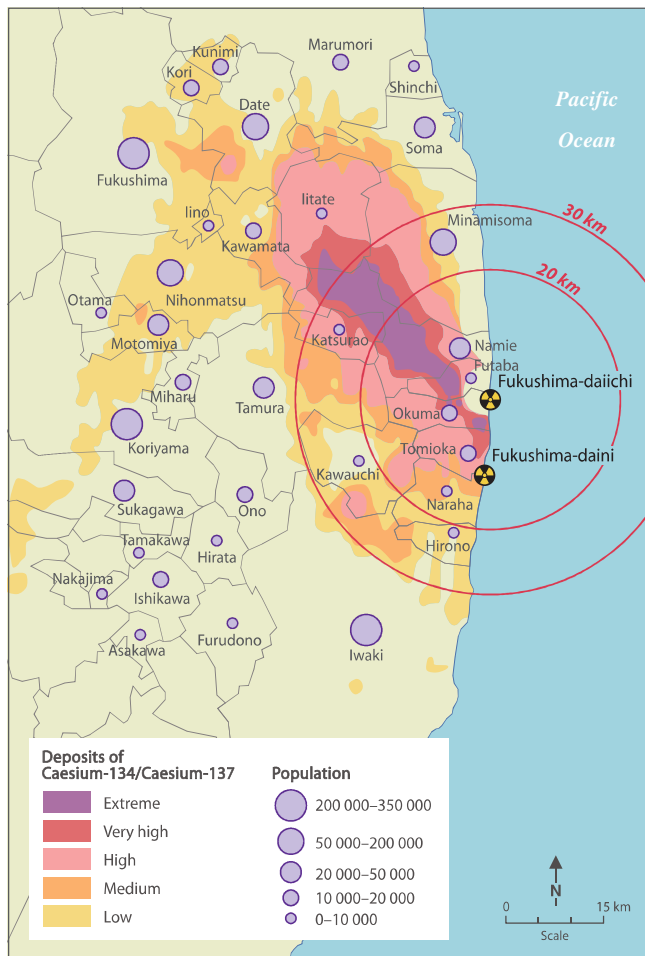 Kunimi
Marumori
Kori
Shinchi
Pacific
Ocean
Date
Soma
Fukushima
Iitate
30 km
Iino
Minamisoma
Kawamata
20 km
Nihonmatsu
Otama
Motomiya
Katsurao
Namie
Futaba
Fukushima-daiichi
Miharu
Tamura
Okuma
Koriyama
Tomioka
Fukushima-daini
Kawauchi
Sukagawa
Ono
Naraha
Tamakawa
Hirata
Hirono
Nakajima
Ishikawa
Furudono
Asakawa
Iwaki
Deposits of
Caesium-134/Caesium-137
Extreme
Very high
High
Medium
Low
Population
200 000–350 000
50 000–200 000
20 000–50 000
10 000–20 000
0–10 000
N
0 15 km
Scale